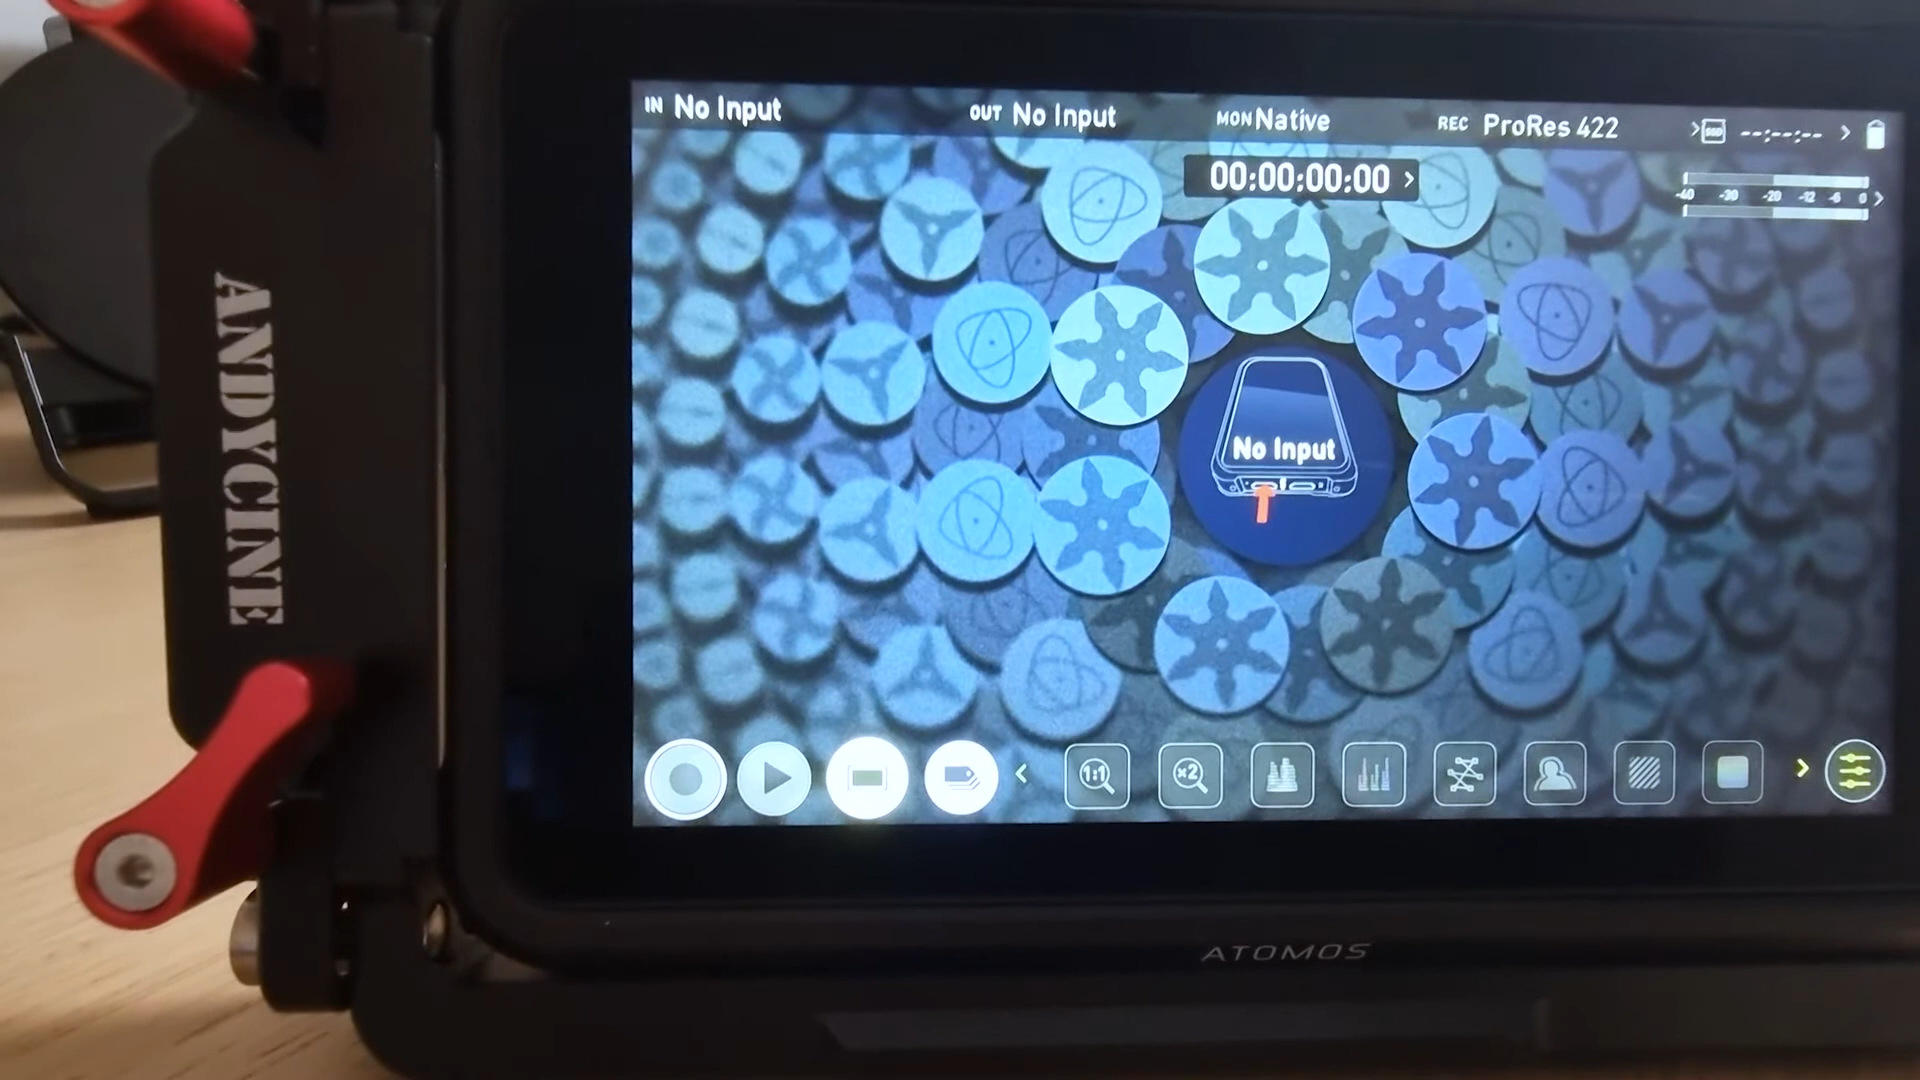 IN No Input
OUT No Input
MON Native
REC ProRes 422
SSD --:--:--
00:00:00:00
-40 -30 -20 -12 -6 0
No Input
1:1
x2
ANDYCINE
ATOMOS